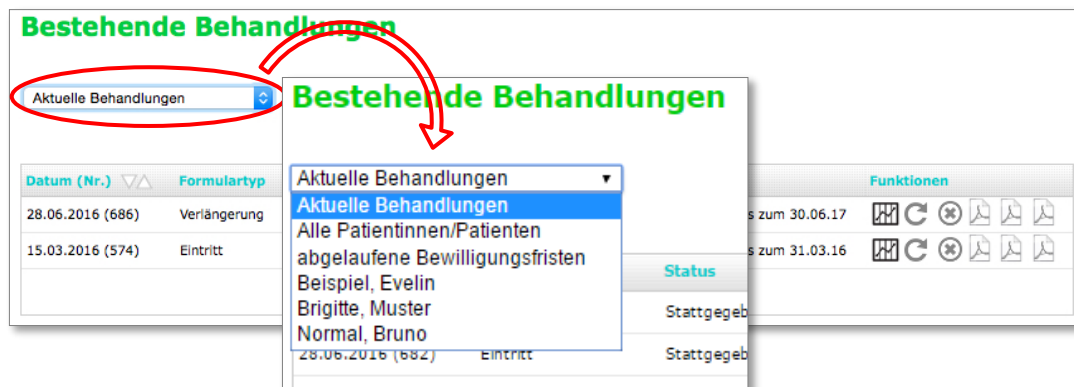 Bestehende Behandlungen
Aktuelle Behandlungen
Datum (Nr.) Formulartyp Funktionen
28.06.2016 (686) Verlängerung s zum 30.06.17
15.03.2016 (574) Eintritt s zum 31.03.16
Bestehende Behandlungen
Aktuelle Behandlungen
Aktuelle Behandlungen
Alle Patientinnen/Patienten
abgelaufene Bewilligungsfristen
Beispiel, Evelin
Brigitte, Muster
Normal, Bruno
Status
Stattgegeb
28.06.2016 (682) Eintritt Stattgegeb